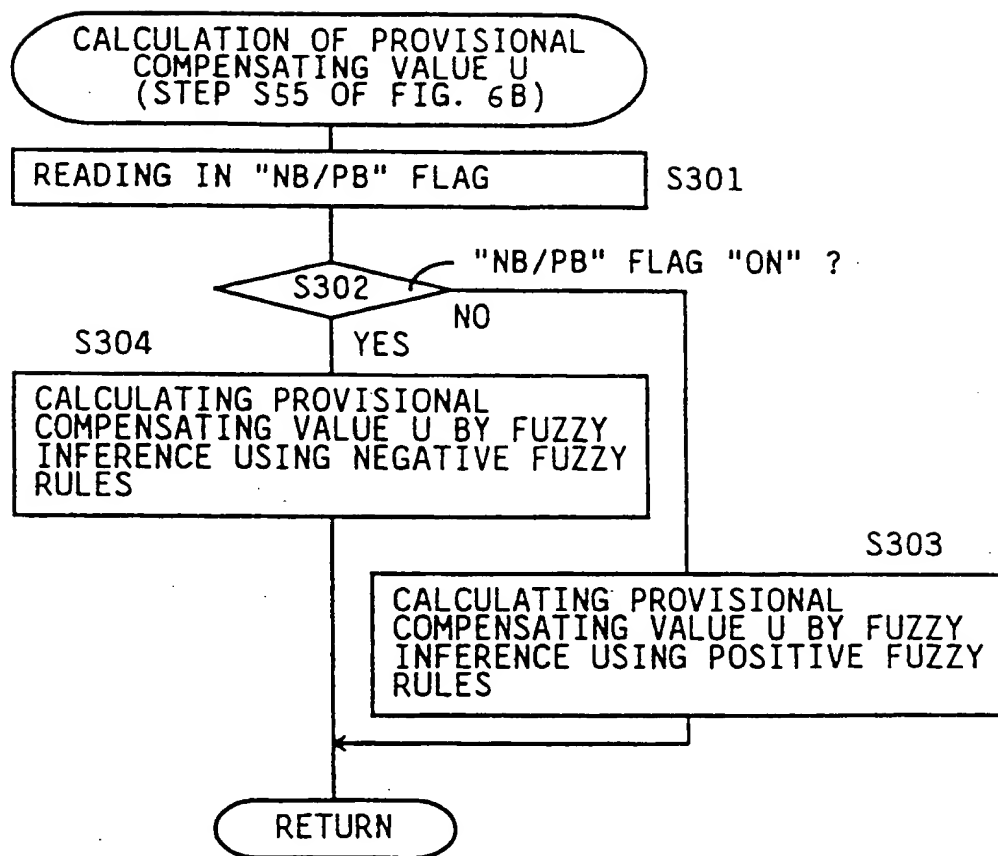 CALCULATION OF PROVISIONAL
COMPENSATING VALUE U
(STEP S55 OF FIG. 6B)
READING IN "NB/PB" FLAG
S301
"NB/PB" FLAG "ON" ?
S302
NO
YES
S304
CALCULATING PROVISIONAL
COMPENSATING VALUE U BY FUZZY
INFERENCE USING NEGATIVE FUZZY
RULES
S303
CALCULATING PROVISIONAL
COMPENSATING VALUE U BY FUZZY
INFERENCE USING POSITIVE FUZZY
RULES
RETURN